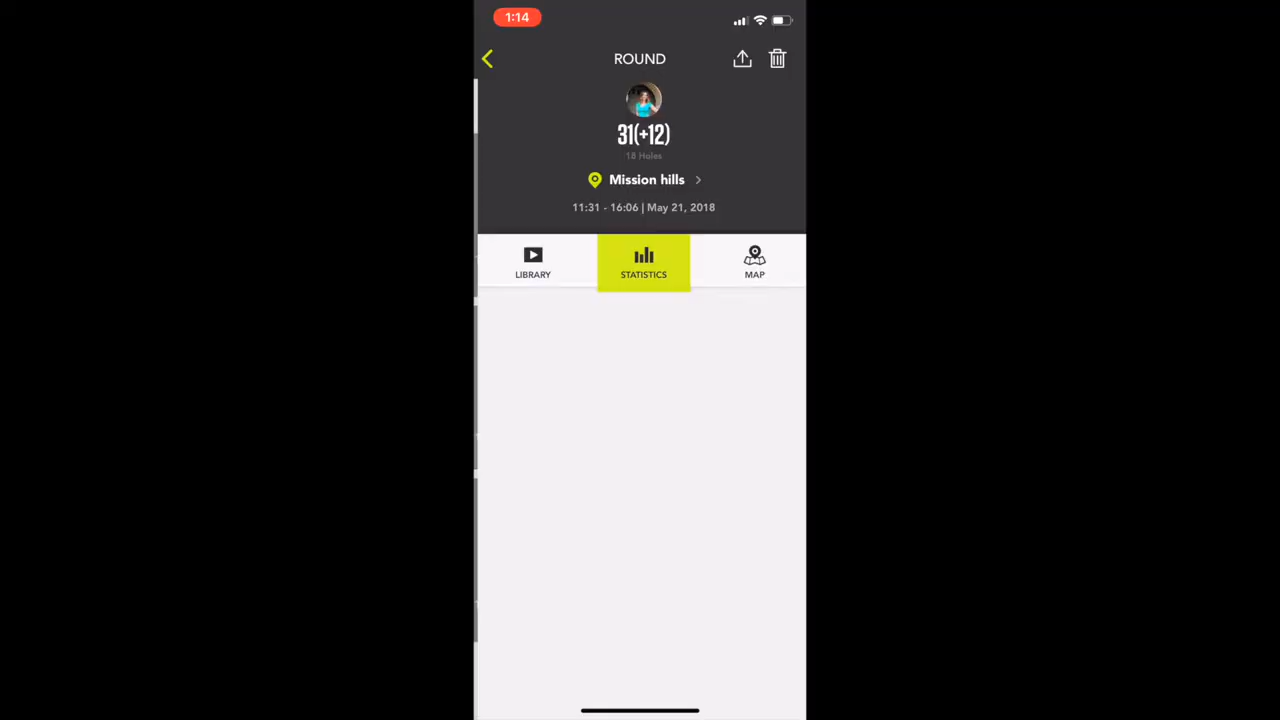 1:14
ROUND
31(+12)
18 Holes
Mission hills
11:31 - 16:06 | May 21, 2018
LIBRARY
STATISTICS
MAP